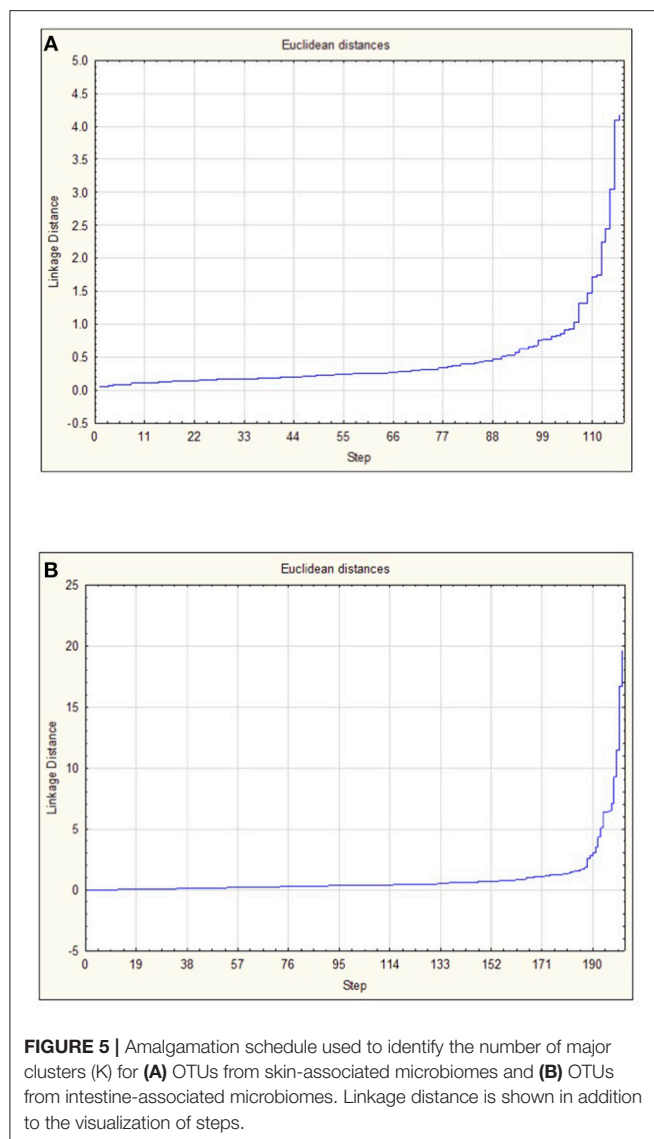 A
Euclidean distances
5.0
4.5
4.0
3.5
3.0
2.5
2.0
1.5
1.0
0.5
0.0
-0.5
Linkage Distance
0 11 22 33 44 55 66 77 88 99 110
Step
B
Euclidean distances
25
20
15
10
5
0
-5
Linkage Distance
0 19 38 57 76 95 114 133 152 171 190
Step
FIGURE 5 | Amalgamation schedule used to identify the number of major
clusters (K) for (A) OTUs from skin-associated microbiomes and (B) OTUs
from intestine-associated microbiomes. Linkage distance is shown in addition
to the visualization of steps.